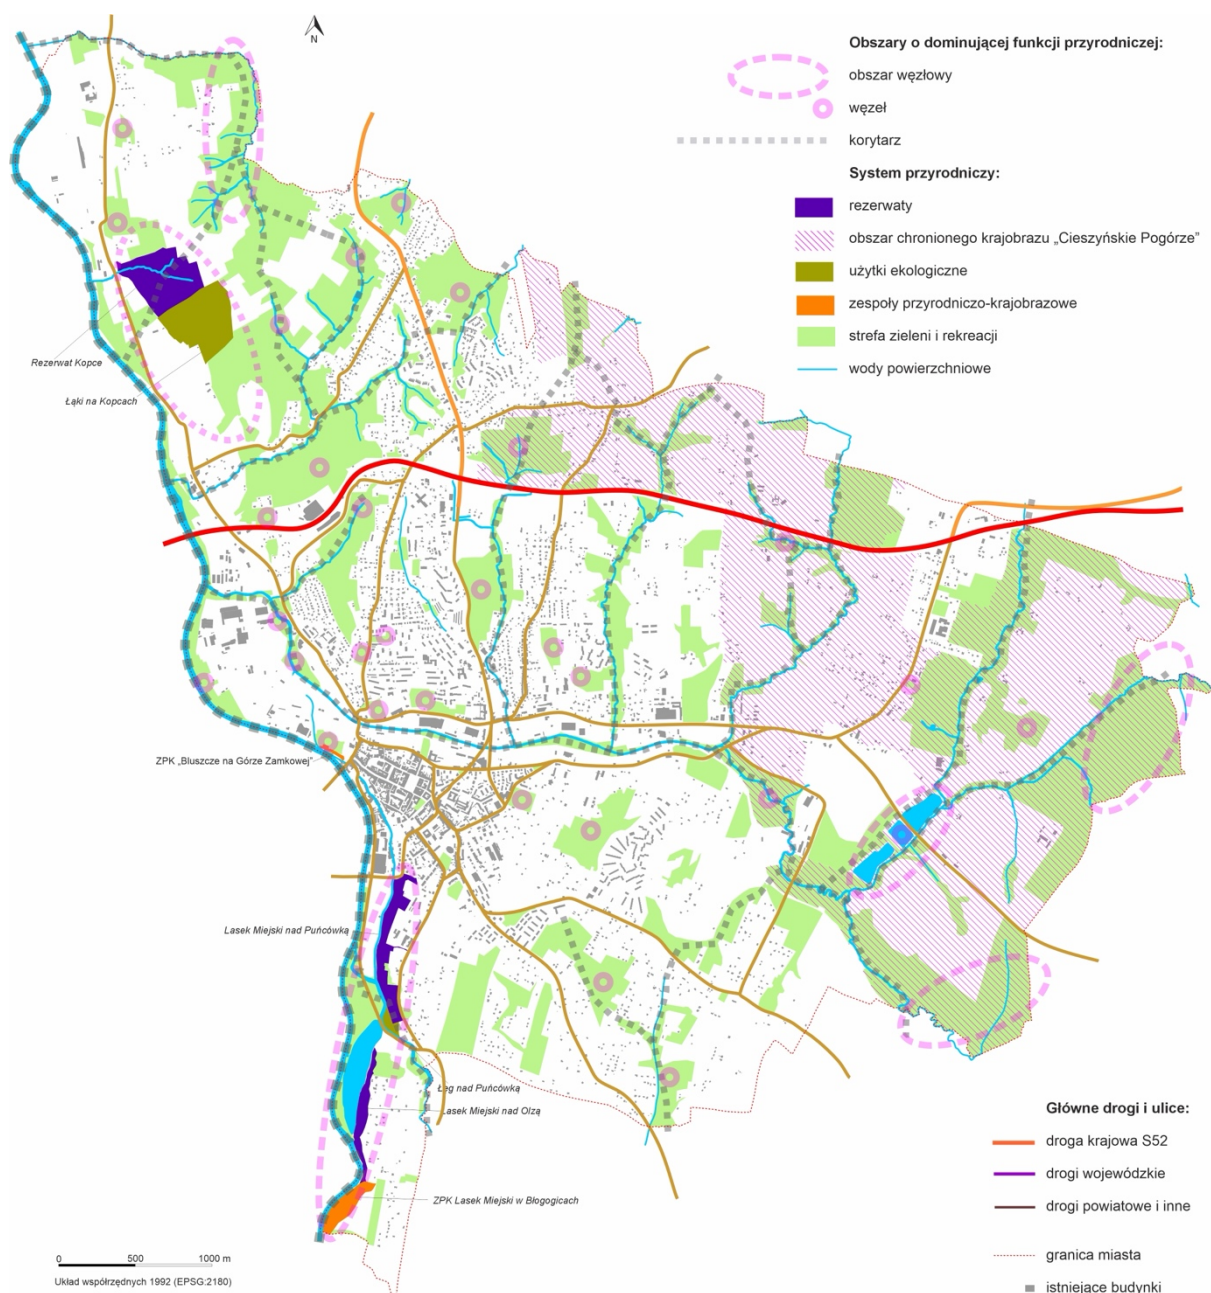 N
Obszary o dominującej funkcji przyrodniczej:
obszar węzłowy
węzeł
korytarz
System przyrodniczy:
rezerwaty
obszar chronionego krajobrazu „Cieszyńskie Pogórze”
użytki ekologiczne
zespoły przyrodniczo-krajobrazowe
strefa zieleni i rekreacji
wody powierzchniowe
Rezerwat Kopce
Łąki na Kopcach
ZPK „Bluszcze na Górze Zamkowej”
Lasek Miejski nad Puńcówką
Łęg nad Puńcówką
Lasek Miejski nad Olzą
ZPK Lasek Miejski w Błogogicach
Główne drogi i ulice:
droga krajowa S52
drogi wojewódzkie
drogi powiatowe i inne
granica miasta
istniejące budynki
0 500 1000 m
Układ współrzędnych 1992 (EPSG:2180)